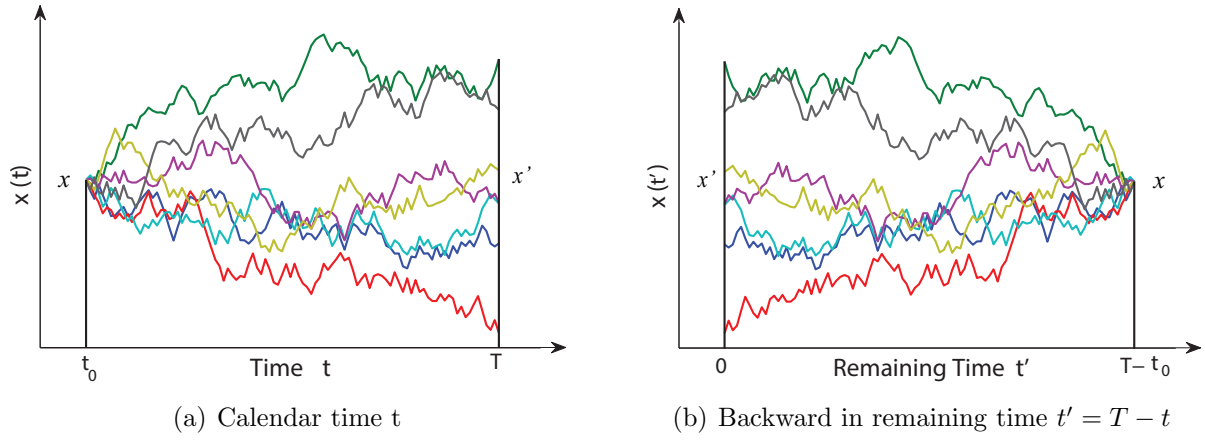 x (t)
x
x'
t₀
Time t
T
(a) Calendar time t
x (t')
x'
x
0
Remaining Time t'
T– t₀
(b) Backward in remaining time t′ = T − t